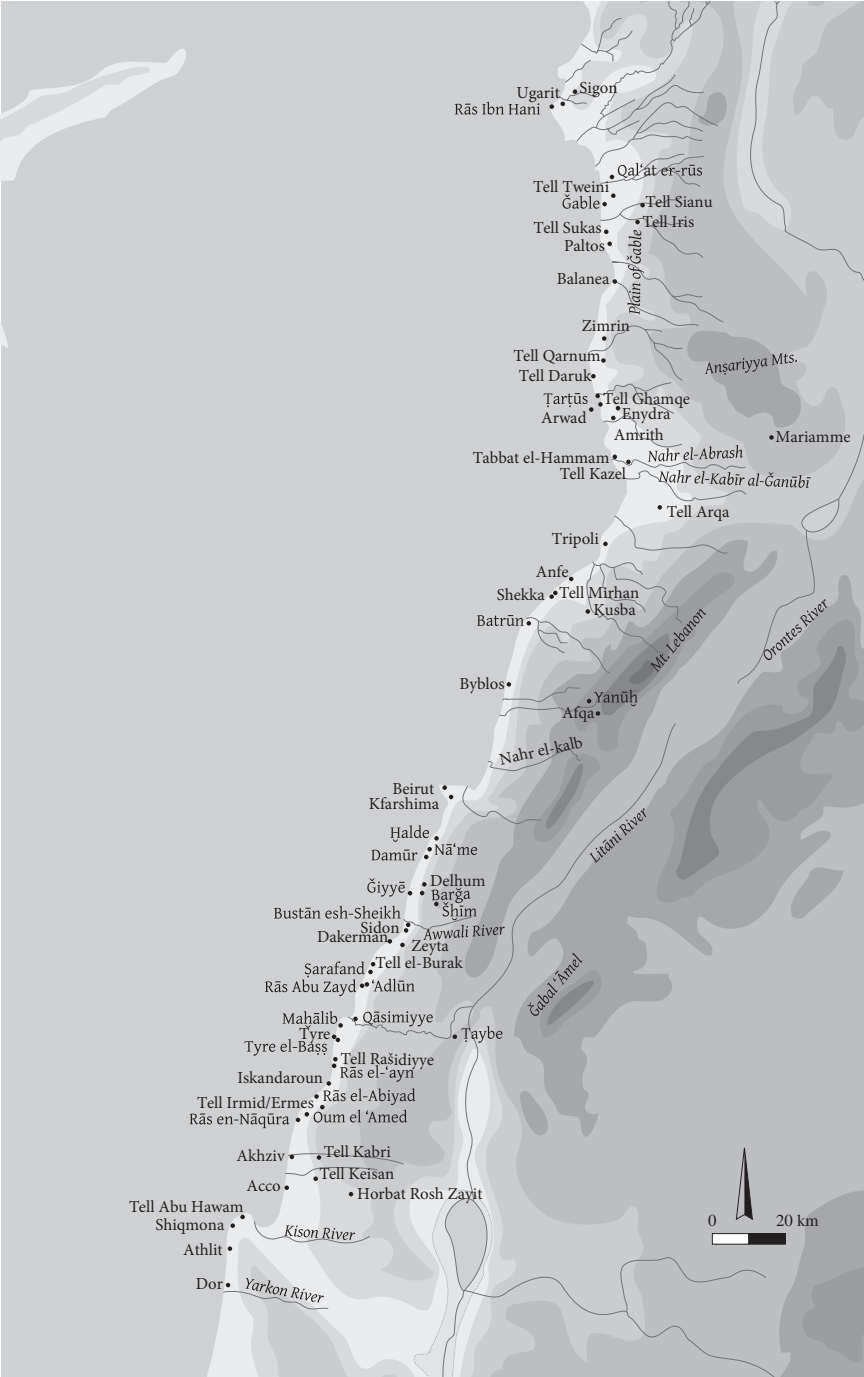 Sigon
Ugarit
Rās Ibn Hani
Qal‘at er-rūs
Tell Tweini
Ğable
Tell Sianu
Tell Iris
Tell Sukas
Paltos
Plain of Ğable
Balanea
Zimrin
Tell Qarnum
Anṣariyya Mts.
Tell Daruk
Ṭarṭūs
Tell Ghamqe
Arwad
Enydra
Amrith
Mariamme
Tabbat el-Hammam
Nahr el-Abrash
Tell Kazel
Nahr el-Kabīr al-Ğanūbī
Tell Arqa
Tripoli
Anfe
Shekka
Tell Mirhan
Kusba
Batrūn
Mt. Lebanon
Orontes River
Byblos
Yanūḫ
Afqa
Nahr el-kalb
Beirut
Kfarshima
Ḫalde
Nā‘me
Damūr
Litāni River
Delhum
Ğiyyē
Barğa
Šḥīm
Bustān esh-Sheikh
Sidon
Awwali River
Dakerman
Zeyta
Tell el-Burak
Ṣarafand
Rās Abu Zayd
‘Adlūn
Ğabal ‘Āmel
Maḥālib
Qāsimiyye
Tyre
Ṭaybe
Tyre el-Baṣṣ
Tell Rašidiyye
Rās el-‘ayn
Iskandaroun
Rās el-Abiyad
Tell Irmid/Ermes
Rās en-Nāqūra
Oum el ‘Amed
Akhziv
Tell Kabri
Tell Keisan
Acco
Horbat Rosh Zayit
Tell Abu Hawam
Shiqmona
Kison River
Athlit
Dor
Yarkon River
0 20 km